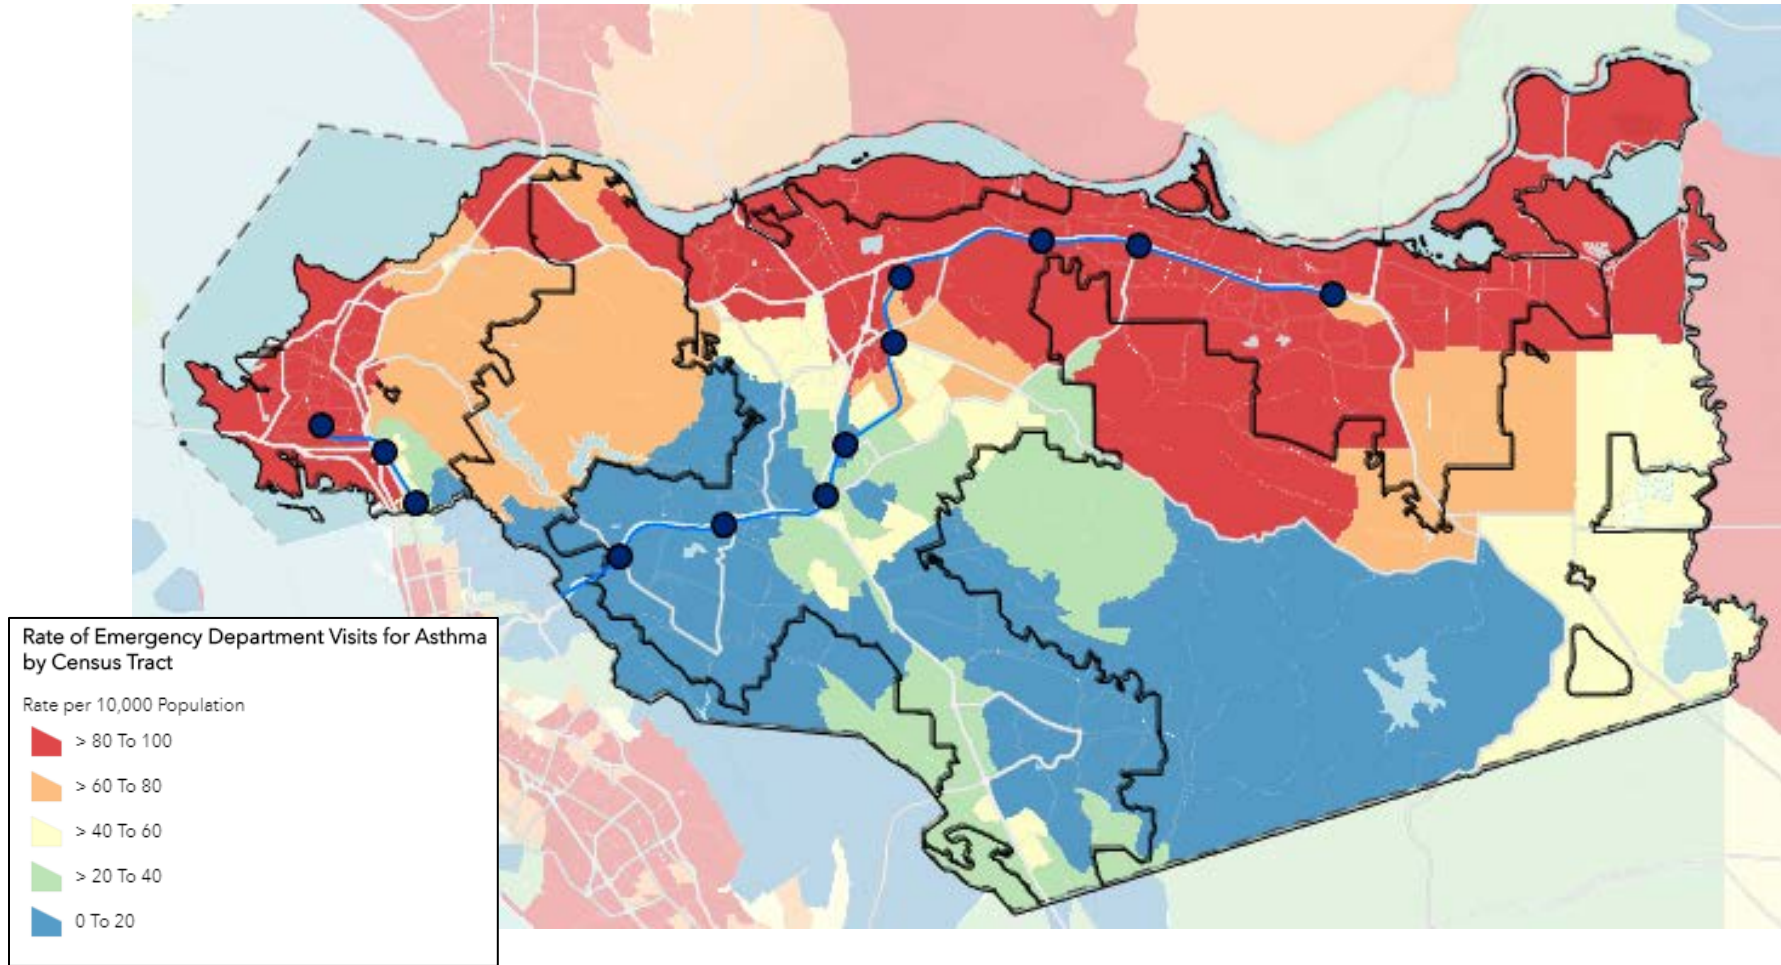 Rate of Emergency Department Visits for Asthma
by Census Tract
Rate per 10,000 Population
> 80 To 100
> 60 To 80
> 40 To 60
> 20 To 40
0 To 20